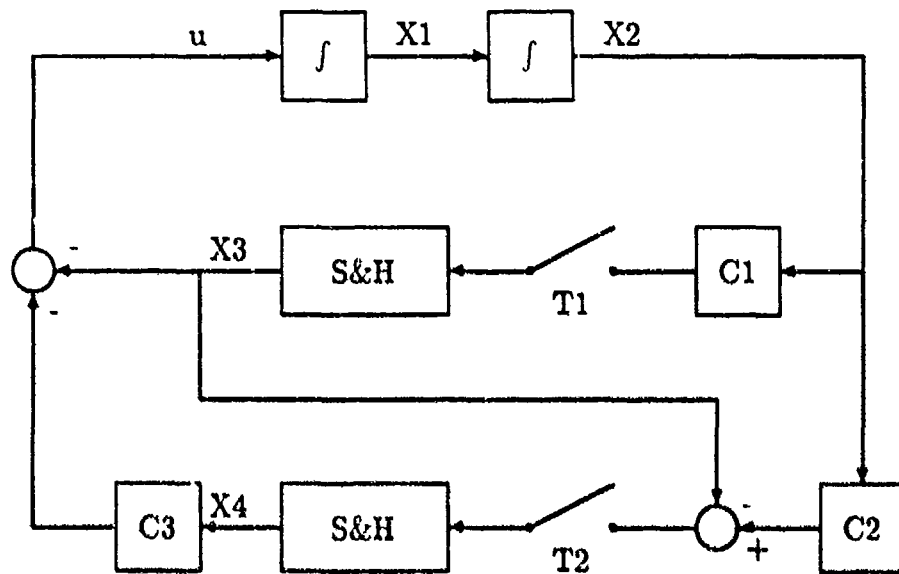 u
∫
X1
∫
X2
-
X3
S&H
T1
C1
-
C3
X4
S&H
T2
-
+
C2